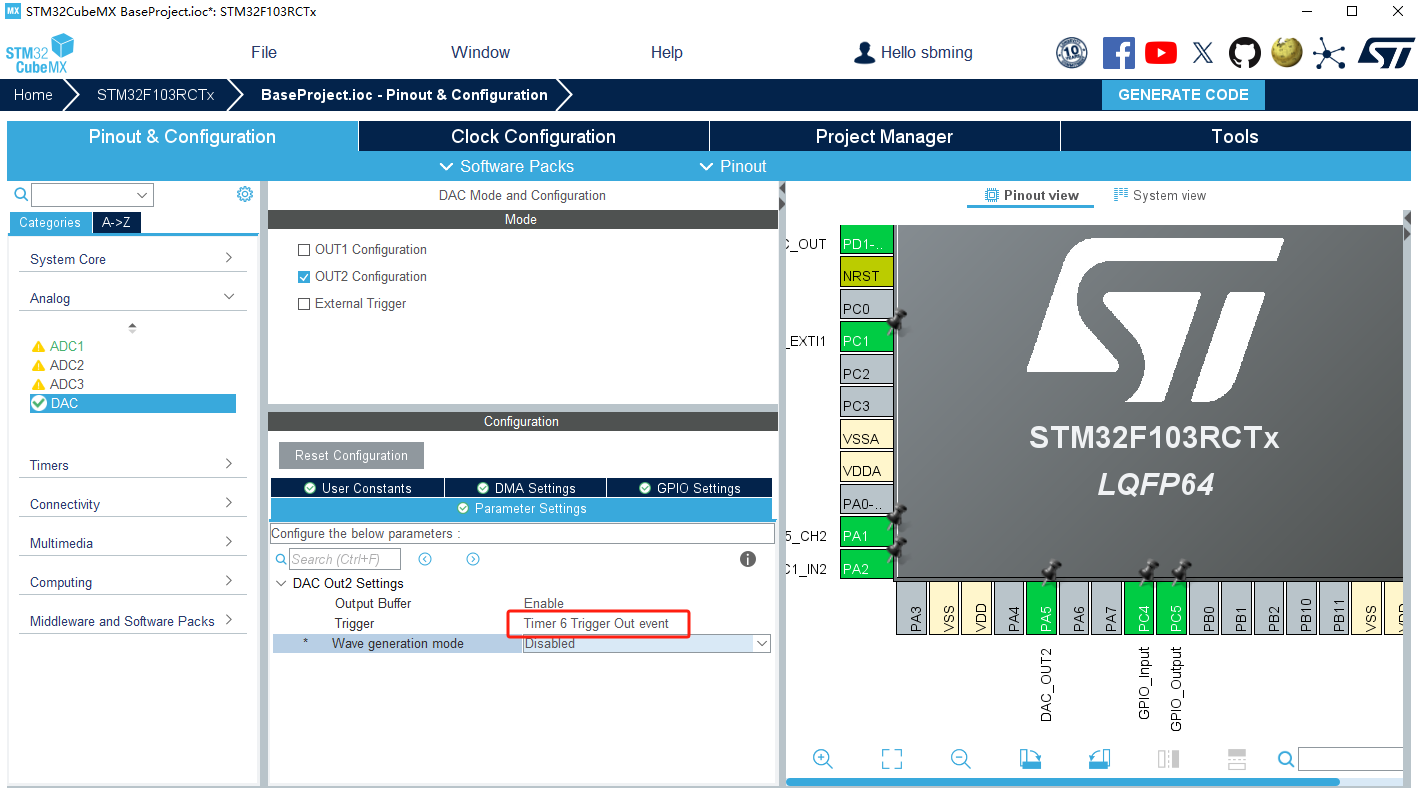 MX STM32CubeMX BaseProject.ioc*: STM32F103RCTx
STM32 CubeMX
File Window Help Hello sbming
10
Home STM32F103RCTx BaseProject.ioc - Pinout & Configuration GENERATE CODE
Pinout & Configuration Clock Configuration Project Manager Tools
Software Packs Pinout
Categories A->Z
System Core
Analog
ADC1
ADC2
ADC3
DAC
Timers
Connectivity
Multimedia
Computing
Middleware and Software Packs
DAC Mode and Configuration
Mode
OUT1 Configuration
OUT2 Configuration
External Trigger
Configuration
Reset Configuration
User Constants DMA Settings GPIO Settings
Parameter Settings
Configure the below parameters :
Search (Ctrl+F)
DAC Out2 Settings
Output Buffer Enable
Trigger Timer 6 Trigger Out event
* Wave generation mode Disabled
Pinout view System view
C_OUT PD1-..
NRST
PC0
_EXTI1 PC1
PC2
PC3
VSSA
VDDA
PA0-..
5_CH2 PA1
C1_IN2 PA2
ST
STM32F103RCTx
LQFP64
PA3 VSS VDD PA4 PA5 PA6 PA7 PC4 PC5 PB0 PB1 PB2 PB10 PB11 VSS
DAC_OUT2 GPIO_Input GPIO_Output